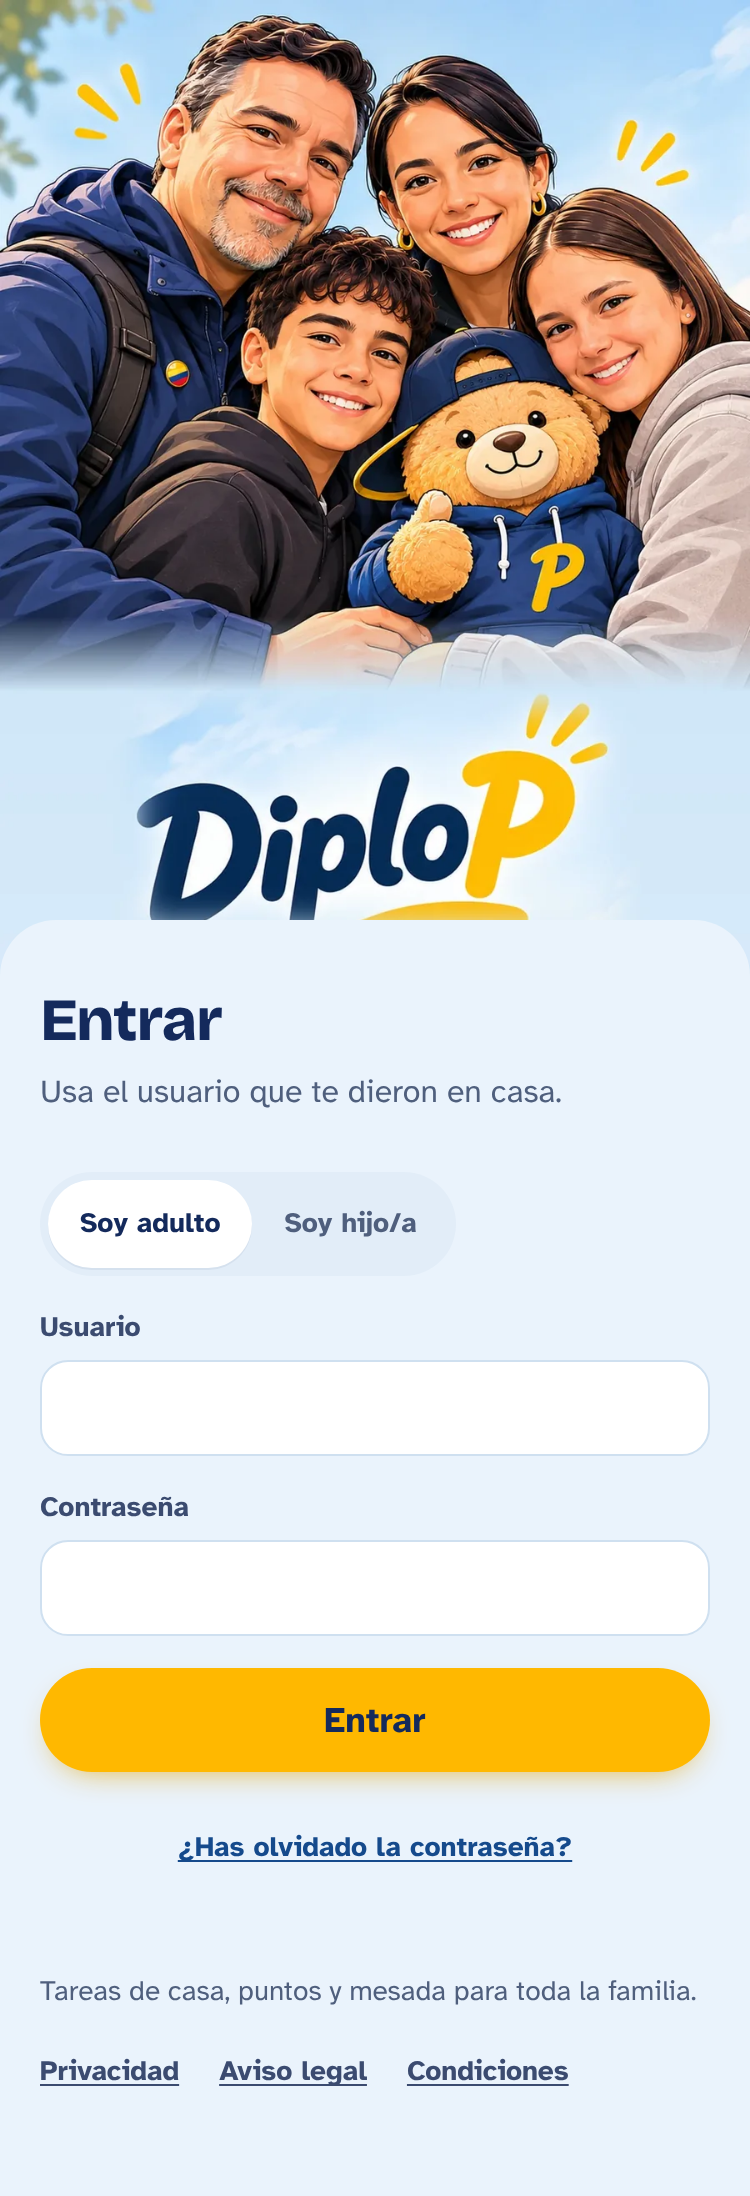 P
DiploP
Entrar
Usa el usuario que te dieron en casa.
Soy adulto
Soy hijo/a
Usuario
Contraseña
Entrar
¿Has olvidado la contraseña?
Tareas de casa, puntos y mesada para toda la familia.
Privacidad Aviso legal Condiciones